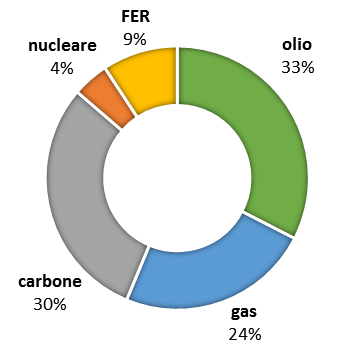 FER
9%
nucleare
4%
olio
33%
carbone
30%
gas
24%